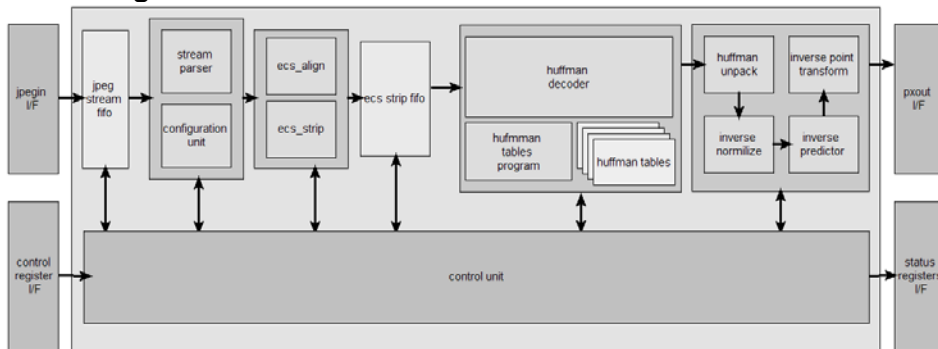 jpegin
I/F
jpeg
stream
fifo
stream
parser
configuration
unit
ecs_align
ecs_strip
ecs strip fifo
huffman
decoder
hufmman
tables
program
huffman tables
huffman
unpack
inverse point
transform
inverse
normilize
inverse
predictor
pxout
I/F
control
register
I/F
control unit
status
registers
I/F